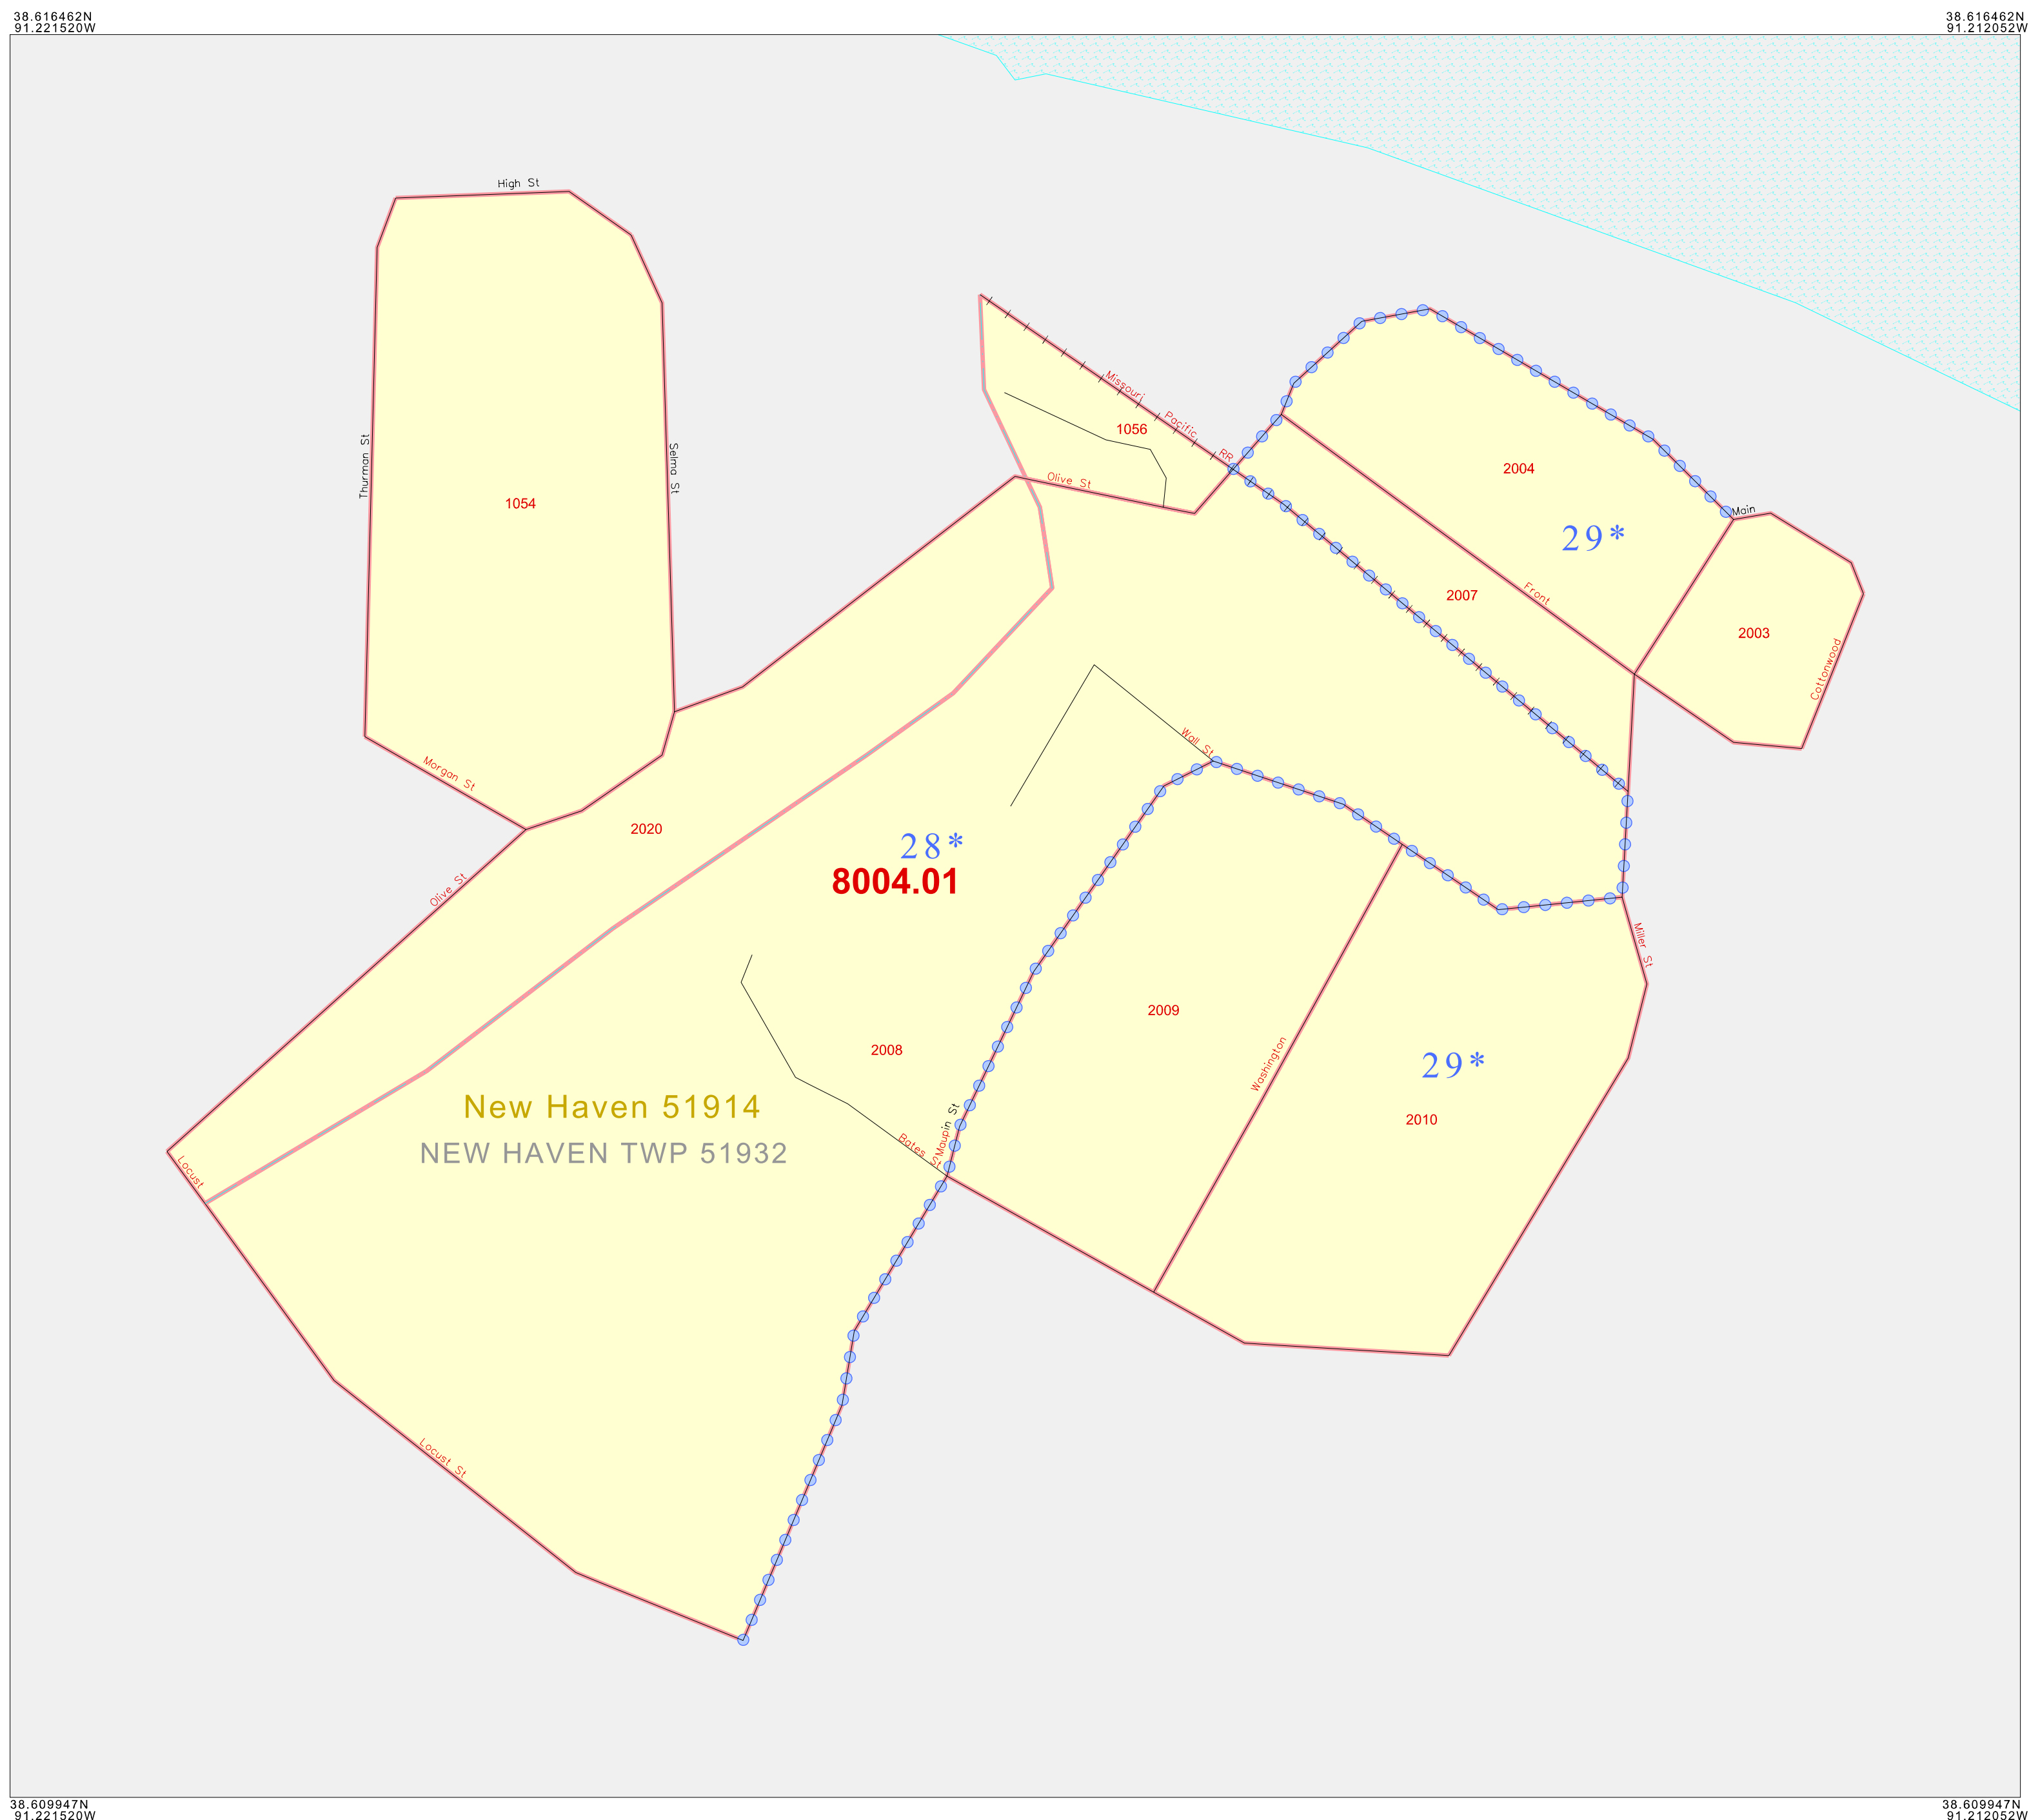 38.616462N
91.221520W
38.616462N
91.212052W
High St
Thurman St
Selma St
1054
Missouri
Pacific
RR
1056
Olive St
2004
Main
29*
Front
2007
2003
Cottonwood
Wall St
Morgan St
2020
28*
8004.01
Olive St
Miller St
2009
2008
Washington
29*
2010
New Haven 51914
NEW HAVEN TWP 51932
Maupin St
Bates St
Locust
Locust St
38.609947N
91.221520W
38.609947N
91.212052W